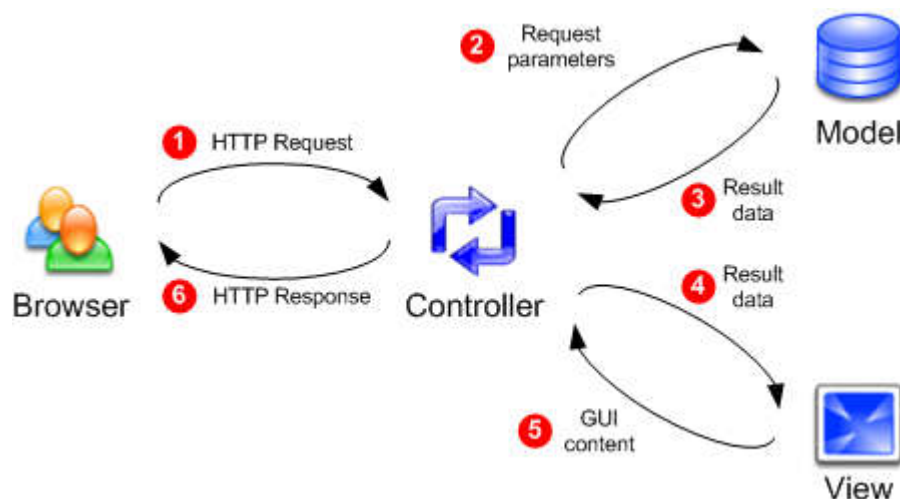 2 Request
parameters
Model
1 HTTP Request
3 Result
data
Browser
6 HTTP Response
Controller
4 Result
data
5 GUI
content
View